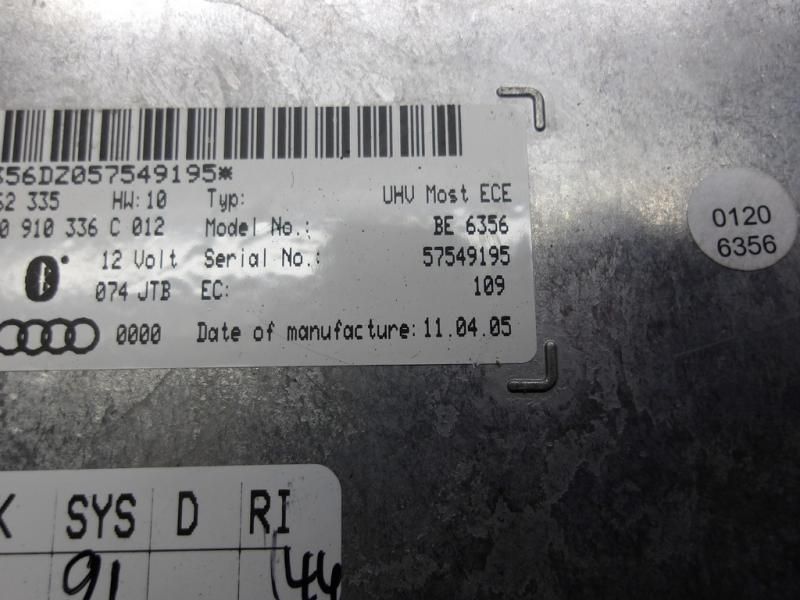 356DZ057549195*
62 335 HW:10 Typ: UHV Most ECE
0 910 336 C 012 Model No.: BE 6356
12 Volt Serial No.: 57549195
074 JTB EC: 109
0000 Date of manufacture: 11.04.05
0120
6356
K SYS D RI
91 44